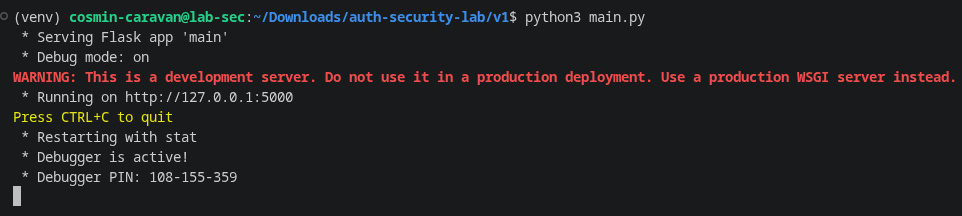 (venv) cosmin-caravan@lab-sec:~/Downloads/auth-security-lab/v1$ python3 main.py
 * Serving Flask app 'main'
 * Debug mode: on
WARNING: This is a development server. Do not use it in a production deployment. Use a production WSGI server instead.
 * Running on http://127.0.0.1:5000
Press CTRL+C to quit
 * Restarting with stat
 * Debugger is active!
 * Debugger PIN: 108-155-359